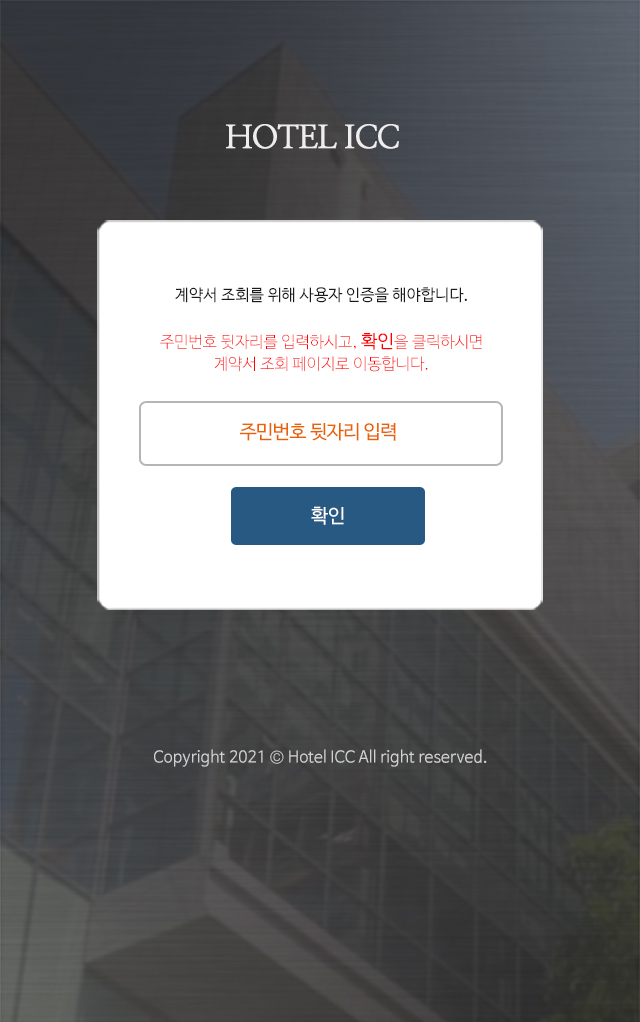 HOTEL ICC
계약서 조회를 위해 사용자 인증을 해야합니다.
주민번호 뒷자리를 입력하시고, 확인을 클릭하시면
계약서 조회 페이지로 이동합니다.
주민번호 뒷자리 입력
확인
Copyright 2021 © Hotel ICC All right reserved.